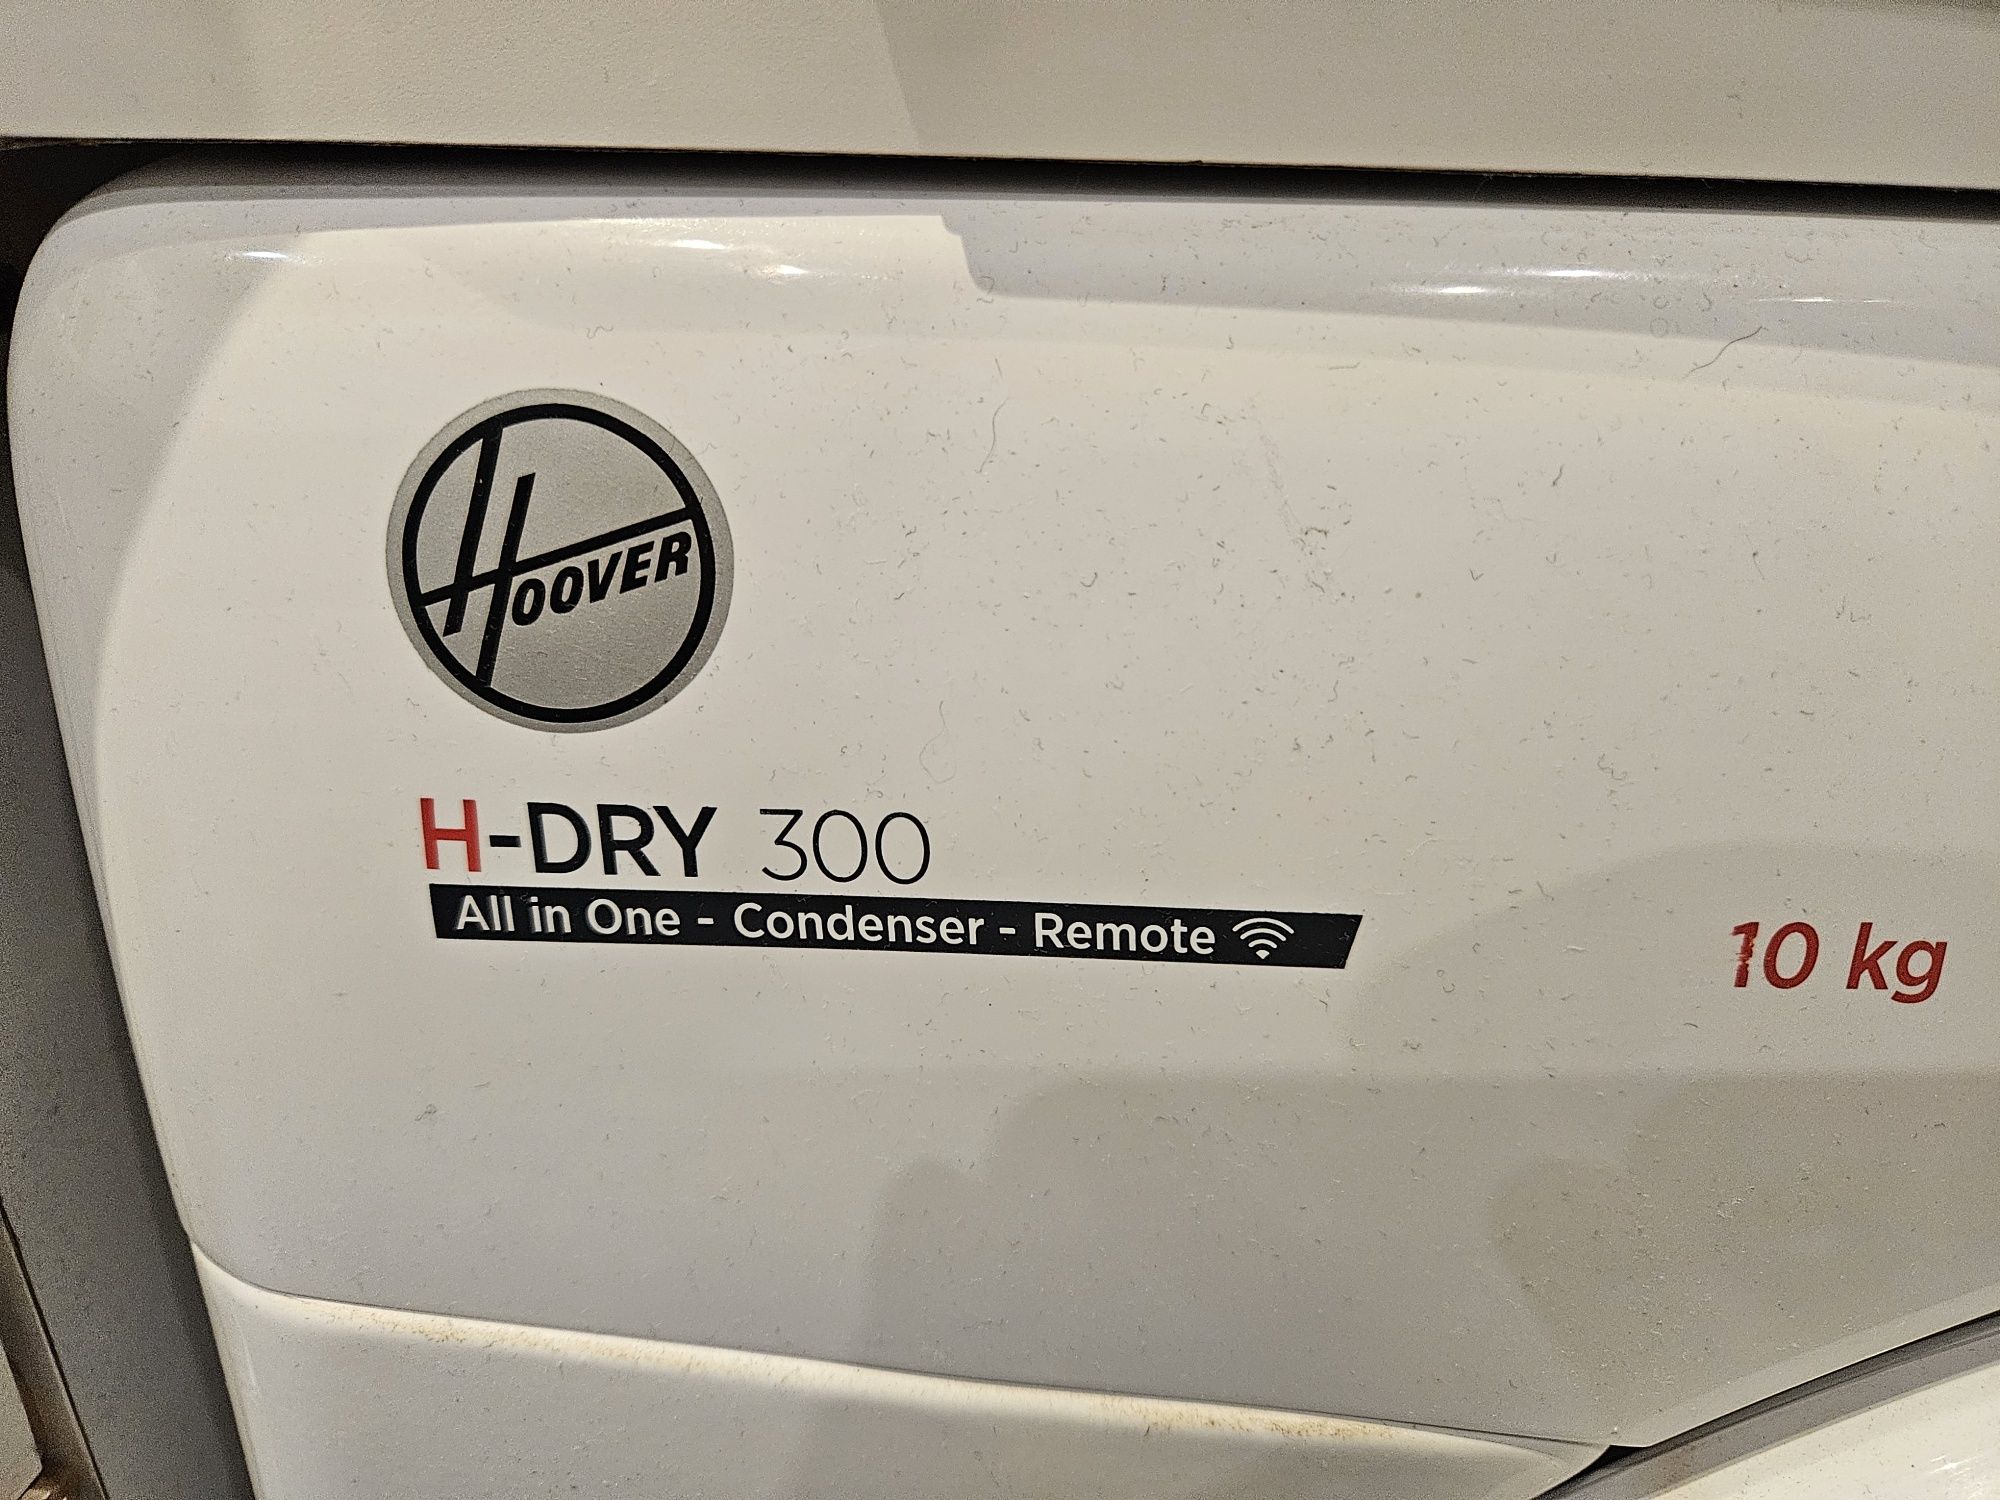 HOOVER
H-DRY 300
All in One - Condenser - Remote
10 kg